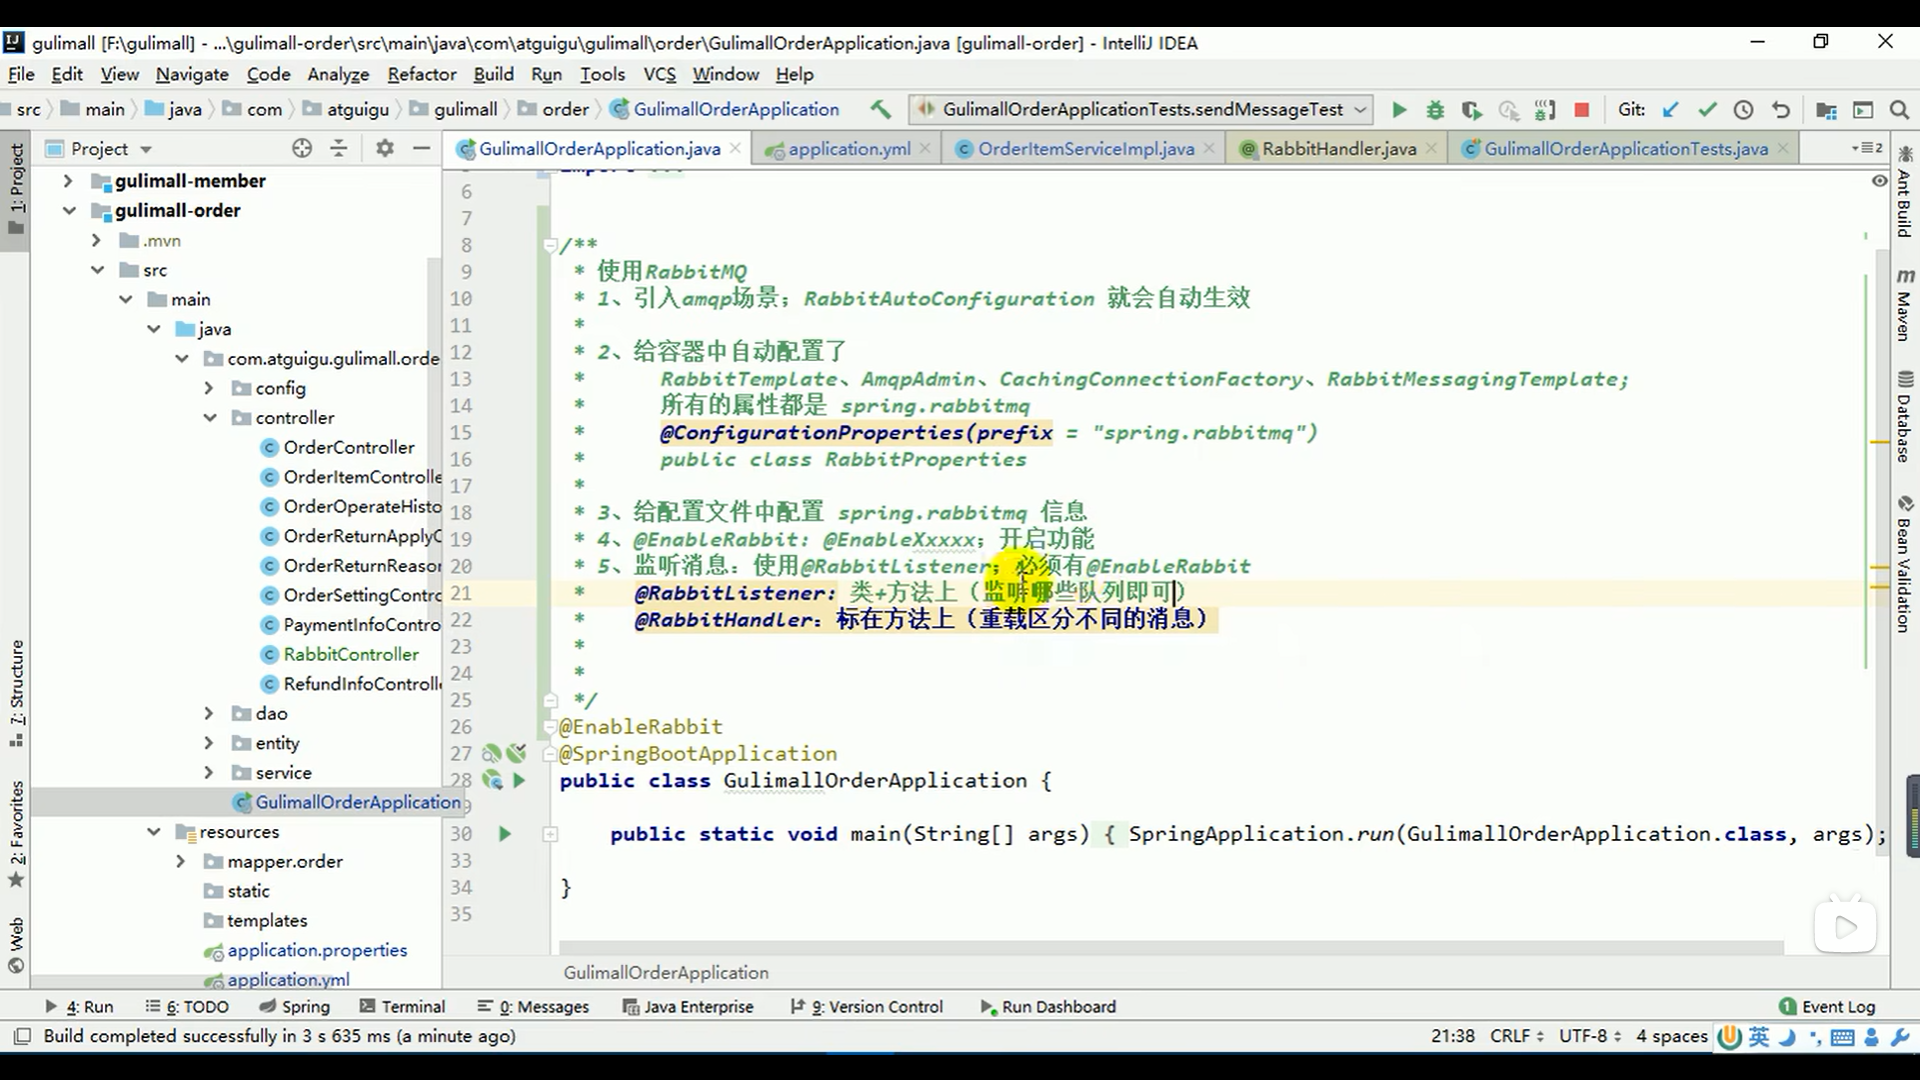 gulimall [F:\gulimall] - ...\gulimall-order\src\main\java\com\atguigu\gulimall\order\GulimallOrderApplication.java [gulimall-order] - IntelliJ IDEA
File Edit View Navigate Code Analyze Refactor Build Run Tools VCS Window Help
src main java com atguigu gulimall order GulimallOrderApplication GulimallOrderApplicationTests.sendMessageTest Git:
Project GulimallOrderApplication.java application.yml OrderItemServiceImpl.java RabbitHandler.java GulimallOrderApplicationTests.java 2
1: Project
7: Structure
2: Favorites
Web
gulimall-member
gulimall-order
.mvn
src
main
java
com.atguigu.gulimall.orde
config
controller
OrderController
OrderItemControlle
OrderOperateHisto
OrderReturnApplyC
OrderReturnReaso
OrderSettingContro
PaymentInfoContro
RabbitController
RefundInfoControll
dao
entity
service
GulimallOrderApplication
resources
mapper.order
static
templates
application.properties
application.yml
6
7
8 /**
9 * 使用RabbitMQ
10 * 1、引入amqp场景；RabbitAutoConfiguration 就会自动生效
11 *
12 * 2、给容器中自动配置了
13 * RabbitTemplate、AmqpAdmin、CachingConnectionFactory、RabbitMessagingTemplate;
14 * 所有的属性都是 spring.rabbitmq
15 * @ConfigurationProperties(prefix = "spring.rabbitmq")
16 * public class RabbitProperties
17 *
18 * 3、给配置文件中配置 spring.rabbitmq 信息
19 * 4、@EnableRabbit: @EnableXxxxx；开启功能
20 * 5、监听消息：使用@RabbitListener；必须有@EnableRabbit
21 * @RabbitListener: 类+方法上（监听哪些队列即可）
22 * @RabbitHandler：标在方法上（重载区分不同的消息）
23 *
24 *
25 */
26 @EnableRabbit
27 @SpringBootApplication
28 public class GulimallOrderApplication {
30 public static void main(String[] args) { SpringApplication.run(GulimallOrderApplication.class, args);
33
34 }
35
GulimallOrderApplication
Ant Build
Maven
Database
Bean Validation
4: Run 6: TODO Spring Terminal 0: Messages Java Enterprise 9: Version Control Run Dashboard 1 Event Log
Build completed successfully in 3 s 635 ms (a minute ago) 21:38 CRLF UTF-8 4 spaces 英